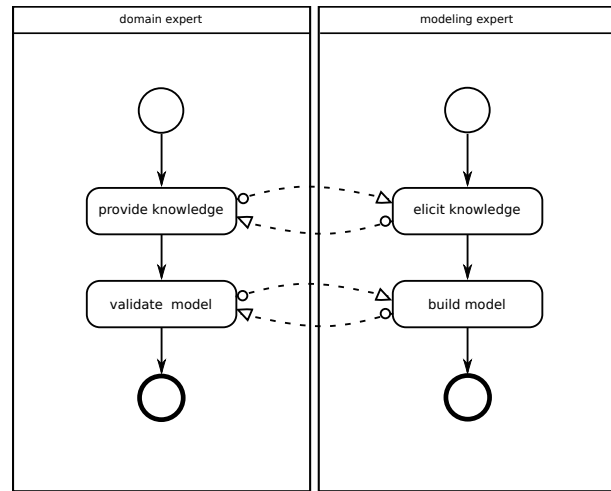 domain expert
modeling expert
provide knowledge
elicit knowledge
validate model
build model